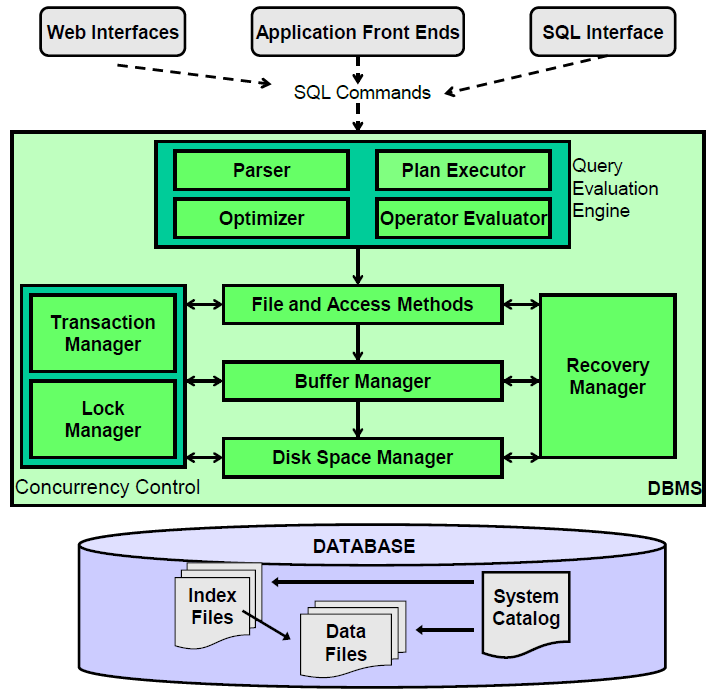 Web Interfaces
Application Front Ends
SQL Interface
SQL Commands
Parser
Plan Executor
Optimizer
Operator Evaluator
Query
Evaluation
Engine
Transaction
Manager
Lock
Manager
Concurrency Control
File and Access Methods
Buffer Manager
Disk Space Manager
Recovery
Manager
DBMS
DATABASE
Index
Files
Data
Files
System
Catalog